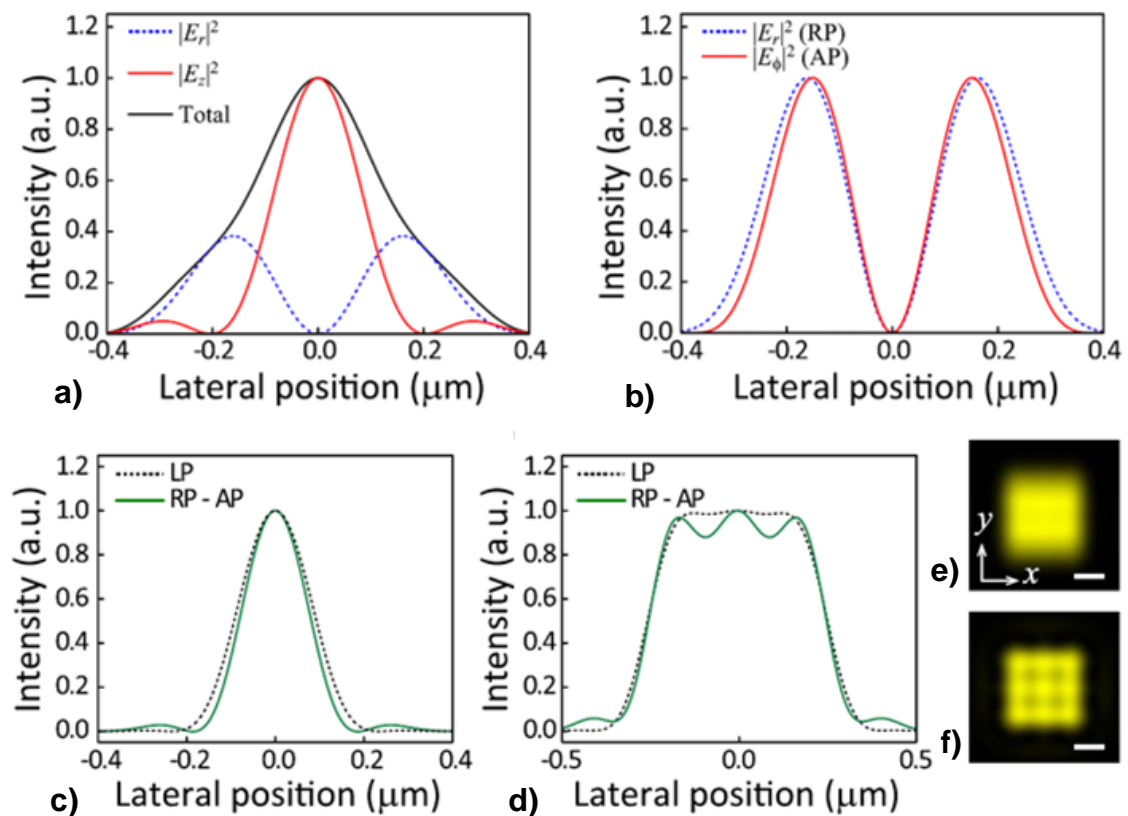 |E_r|²
|E_z|²
Total
Intensity (a.u.)
1.2
1.0
0.8
0.6
0.4
0.2
0.0
-0.4 -0.2 0.0 0.2 0.4
Lateral position (μm)
a)
|E_r|² (RP)
|E_ϕ|² (AP)
Intensity (a.u.)
1.2
1.0
0.8
0.6
0.4
0.2
0.0
-0.4 -0.2 0.0 0.2 0.4
Lateral position (μm)
b)
LP
RP - AP
Intensity (a.u.)
1.2
1.0
0.8
0.6
0.4
0.2
0.0
-0.4 -0.2 0.0 0.2 0.4
Lateral position (μm)
c)
LP
RP - AP
Intensity (a.u.)
1.2
1.0
0.8
0.6
0.4
0.2
0.0
-0.5 0.0 0.5
Lateral position (μm)
d)
y
x
e)
f)